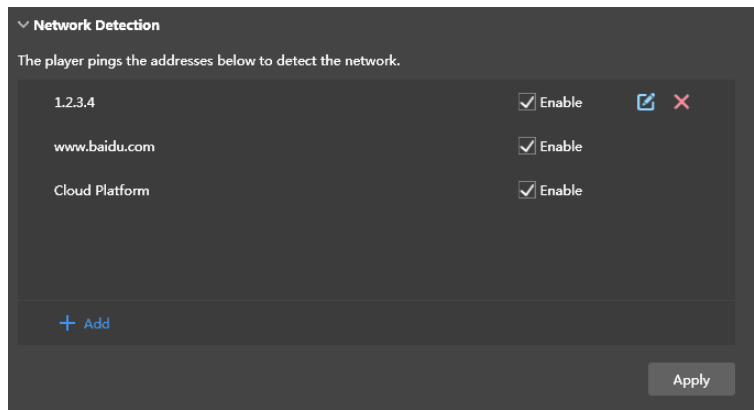 Network Detection
The player pings the addresses below to detect the network.
1.2.3.4 Enable
www.baidu.com Enable
Cloud Platform Enable
+ Add
Apply